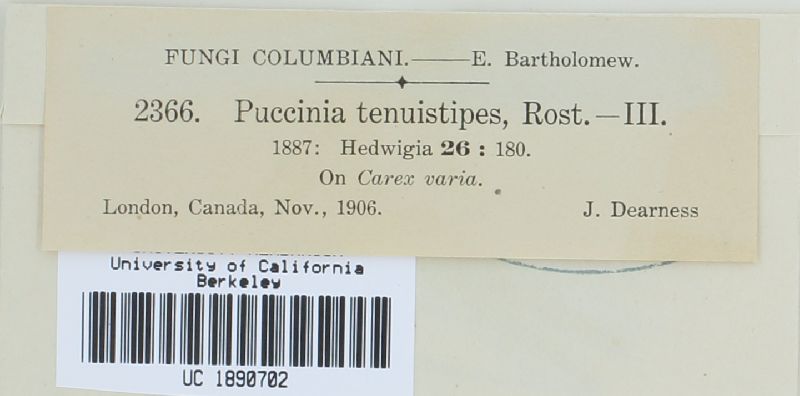 FUNGI COLUMBIANI.——E. Bartholomew.
2366. Puccinia tenuistipes, Rost.—III.
1887: Hedwigia 26 : 180.
On Carex varia.
London, Canada, Nov., 1906. J. Dearness
University of California
Berkeley
UC 1890702